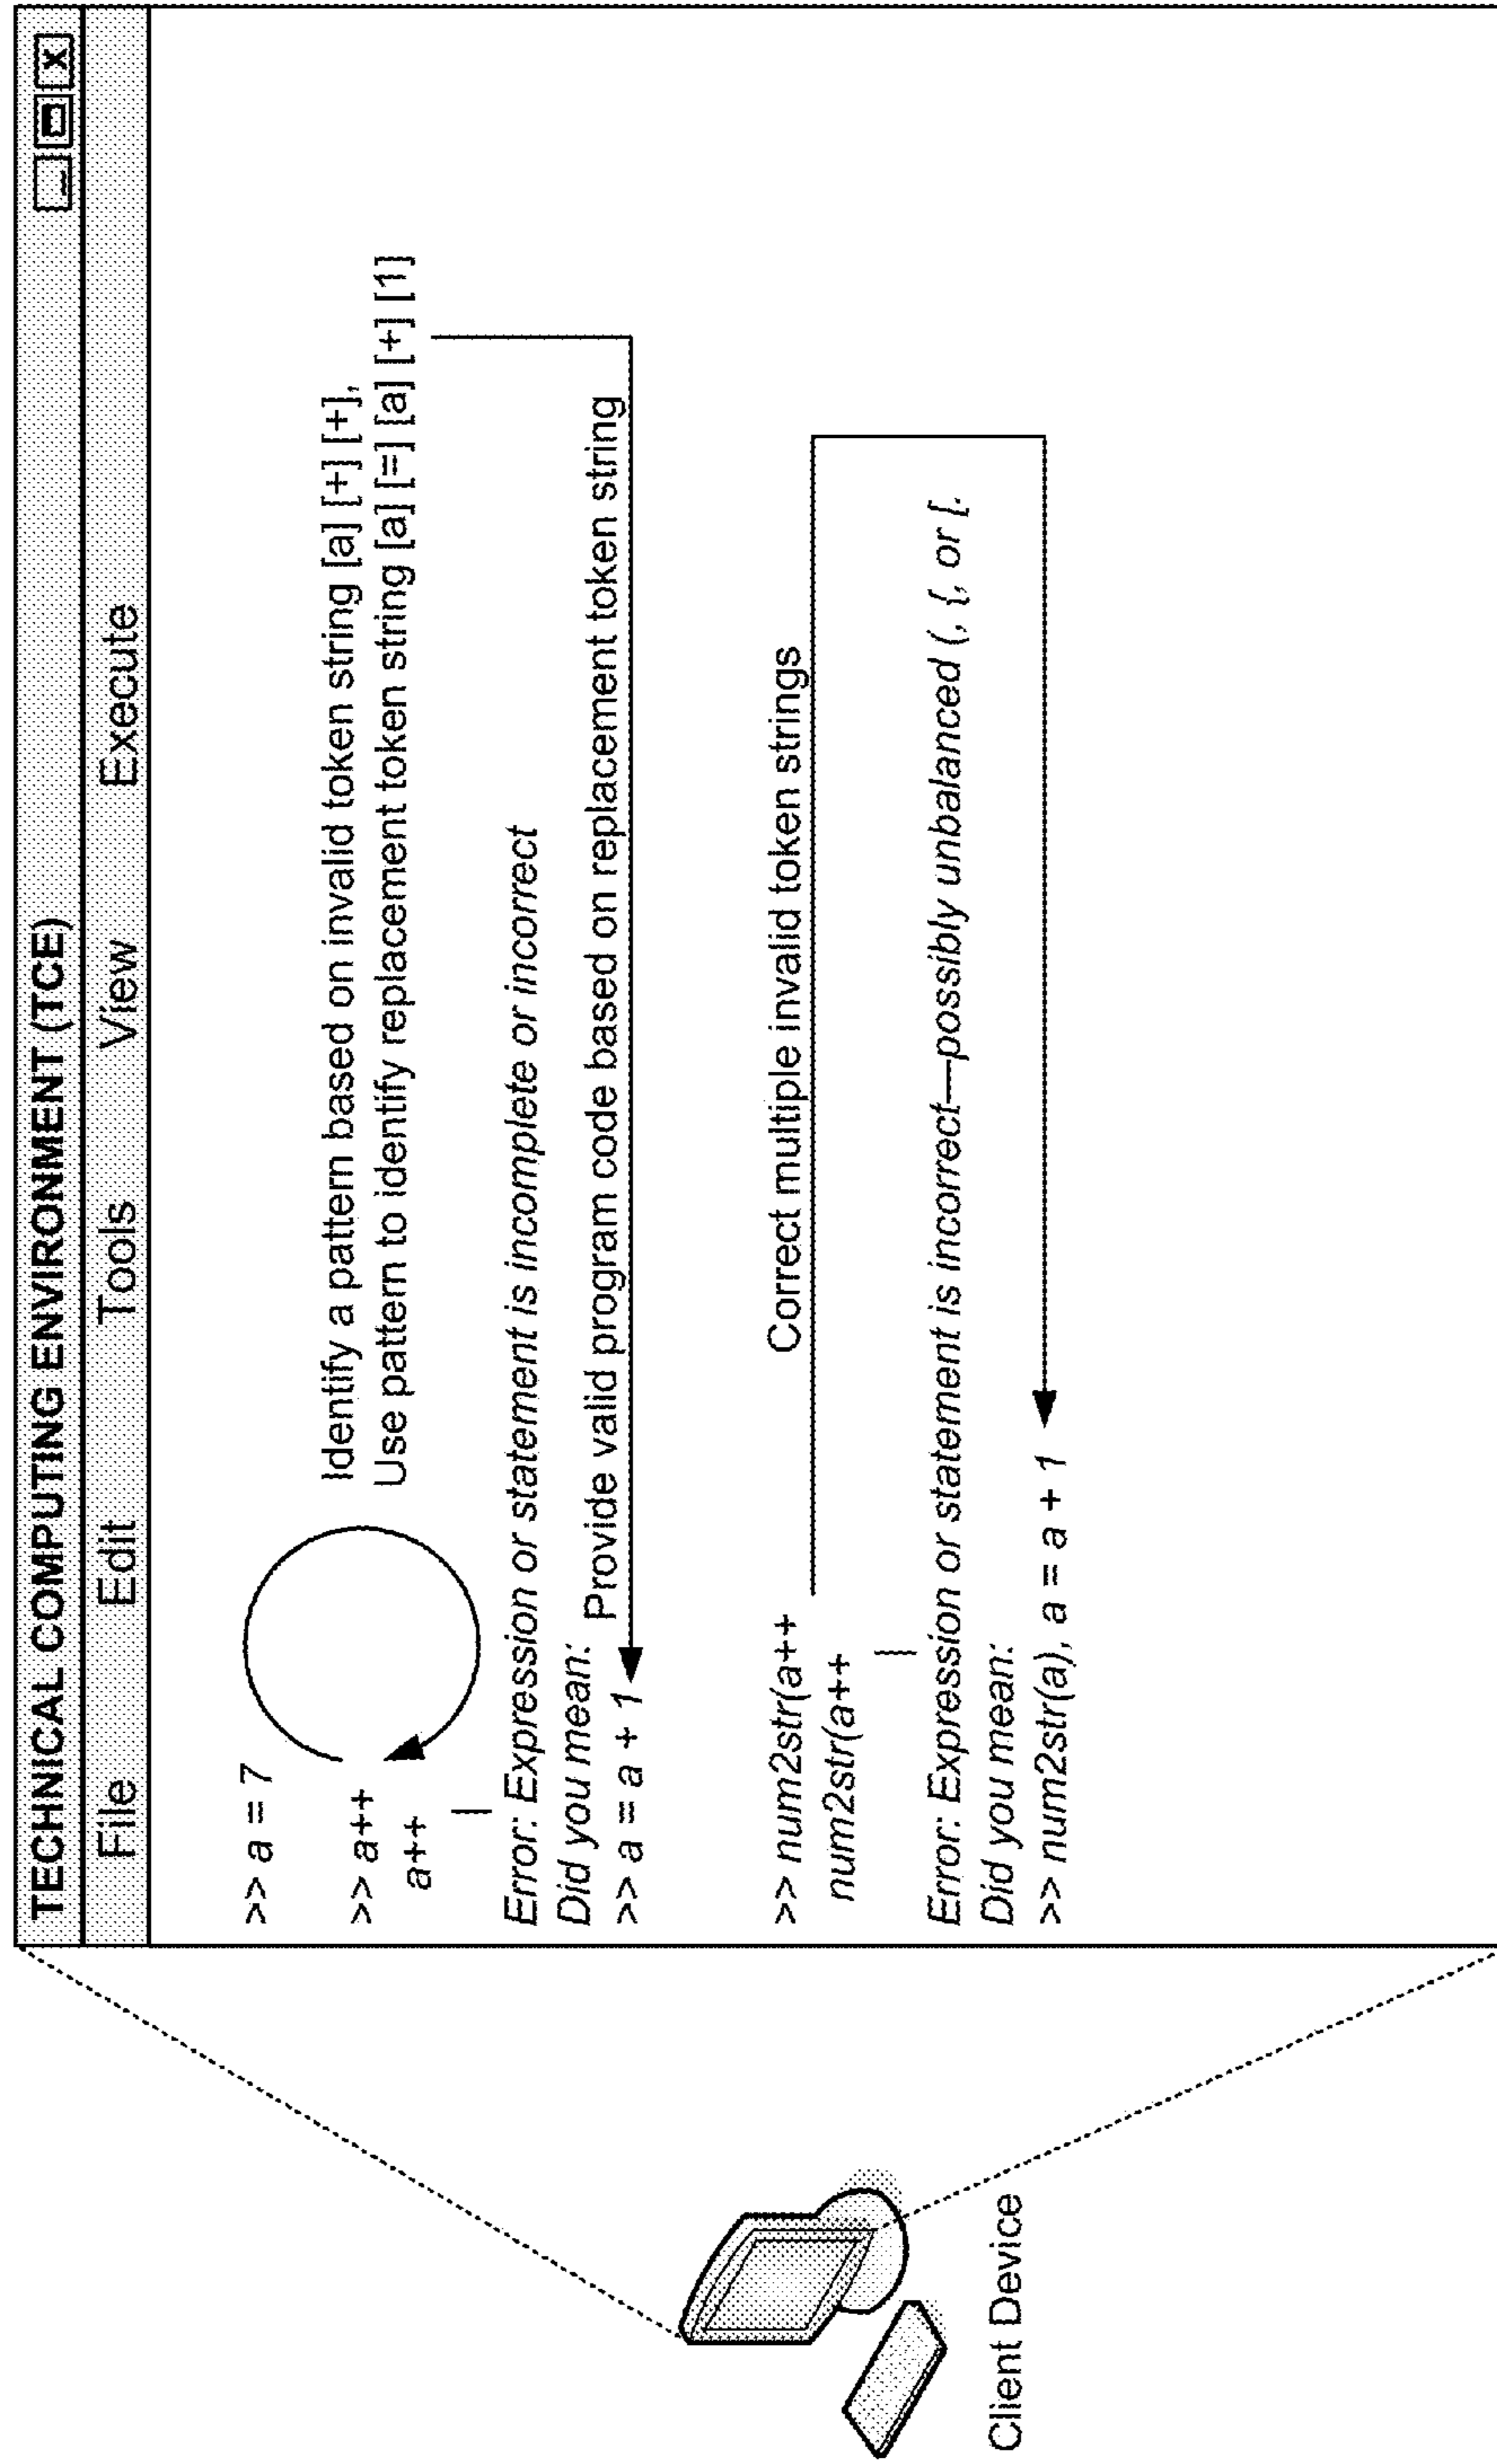 TECHNICAL COMPUTING ENVIRONMENT (TCE)
_ X
File Edit Tools View Execute
>> a = 7
Identify a pattern based on invalid token string [a] [+] [+],
>> a++
Use pattern to identify replacement token string [a] [=] [a] [+] [1]
a++
|
Error: Expression or statement is incomplete or incorrect
Did you mean:
Provide valid program code based on replacement token string
>> a = a + 1
Correct multiple invalid token strings
>> num2str(a++
num2str(a++
|
Error: Expression or statement is incorrect—possibly unbalanced (, {, or [.
Did you mean:
>> num2str(a), a = a + 1
Client Device